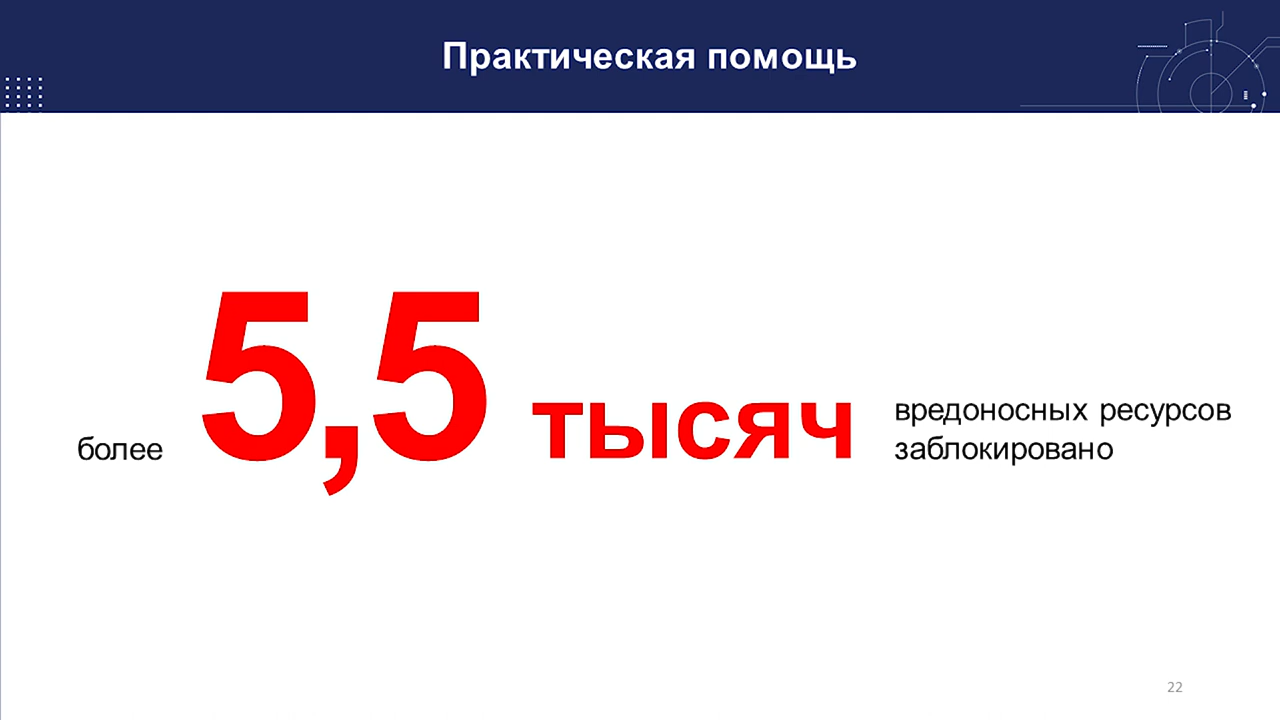 Практическая помощь
более 5,5 тысяч вредоносных ресурсов
заблокировано
22